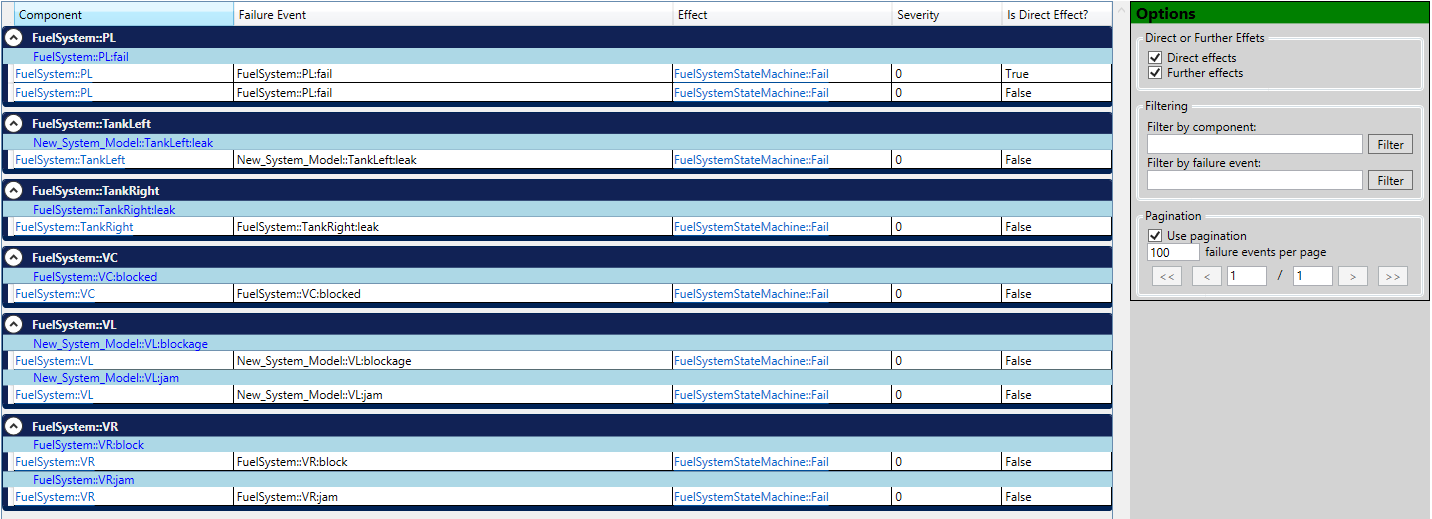 Component Failure Event Effect Severity Is Direct Effect?
FuelSystem::PL
FuelSystem::PL:fail
FuelSystem::PL FuelSystem::PL:fail FuelSystemStateMachine::Fail 0 True
FuelSystem::PL FuelSystem::PL:fail FuelSystemStateMachine::Fail 0 False
FuelSystem::TankLeft
New_System_Model::TankLeft:leak
FuelSystem::TankLeft New_System_Model::TankLeft:leak FuelSystemStateMachine::Fail 0 False
FuelSystem::TankRight
FuelSystem::TankRight:leak
FuelSystem::TankRight FuelSystem::TankRight:leak FuelSystemStateMachine::Fail 0 False
FuelSystem::VC
FuelSystem::VC:blocked
FuelSystem::VC FuelSystem::VC:blocked FuelSystemStateMachine::Fail 0 False
FuelSystem::VL
New_System_Model::VL:blockage
FuelSystem::VL New_System_Model::VL:blockage FuelSystemStateMachine::Fail 0 False
New_System_Model::VL:jam
FuelSystem::VL New_System_Model::VL:jam FuelSystemStateMachine::Fail 0 False
FuelSystem::VR
FuelSystem::VR:block
FuelSystem::VR FuelSystem::VR:block FuelSystemStateMachine::Fail 0 False
FuelSystem::VR:jam
FuelSystem::VR FuelSystem::VR:jam FuelSystemStateMachine::Fail 0 False
Options
Direct or Further Effets
Direct effects
Further effects
Filtering
Filter by component:
Filter
Filter by failure event:
Filter
Pagination
Use pagination
100 failure events per page
<< < 1 / 1 > >>